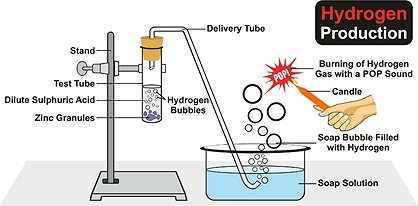 Hydrogen
Production
Delivery Tube
Stand
Test Tube
Dilute Sulphuric Acid
Zinc Granules
Hydrogen
Bubbles
POP!
Burning of Hydrogen
Gas with a POP Sound
Candle
Soap Bubble Filled
with Hydrogen
Soap Solution